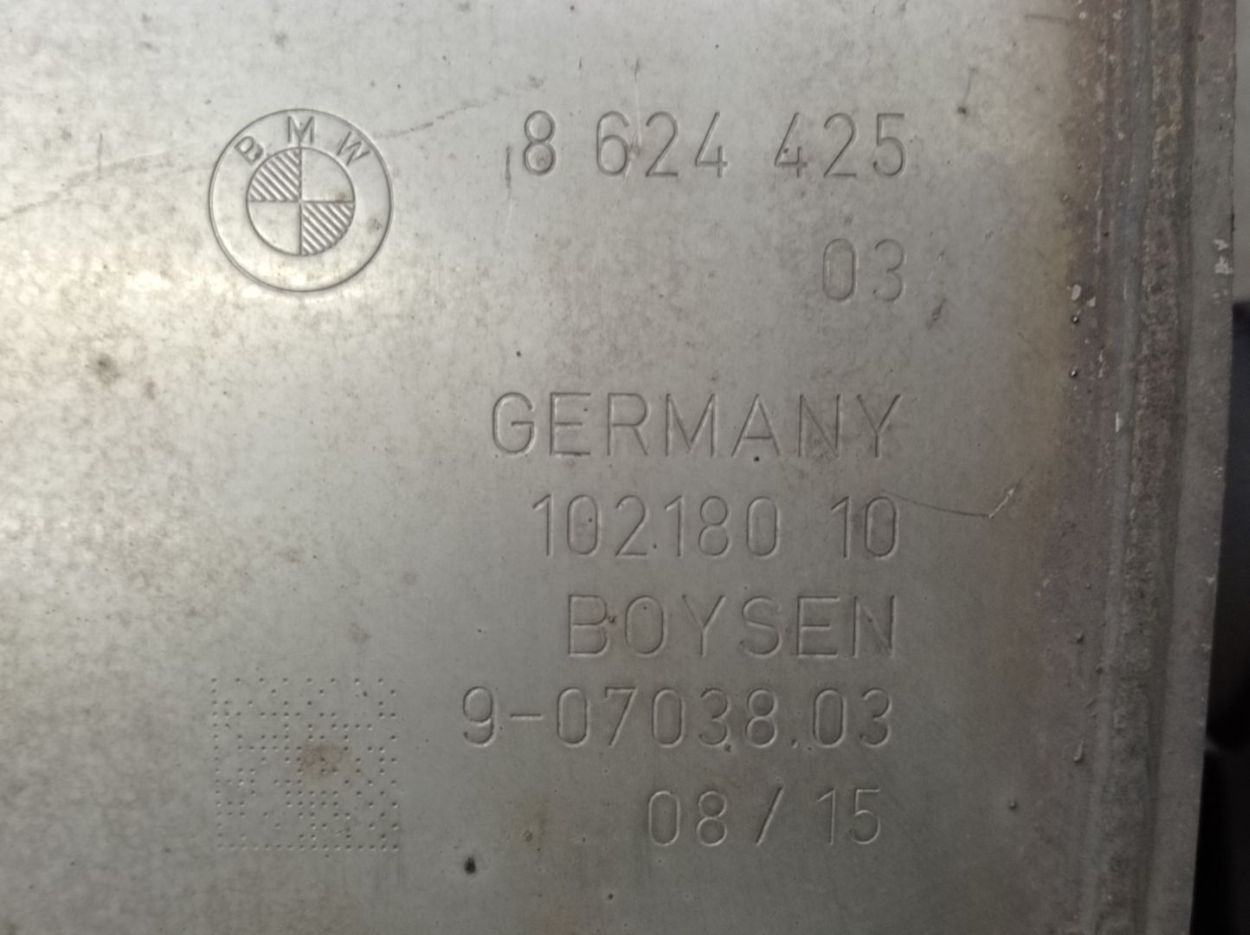 BMW
8 624 425
03
GERMANY
102180 10
BOYSEN
9-07038.03
08/15